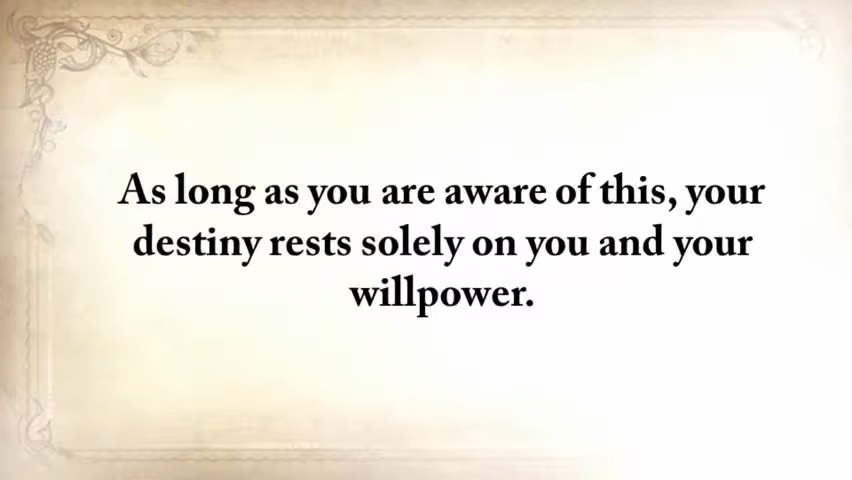 As long as you are aware of this, your
destiny rests solely on you and your
willpower.